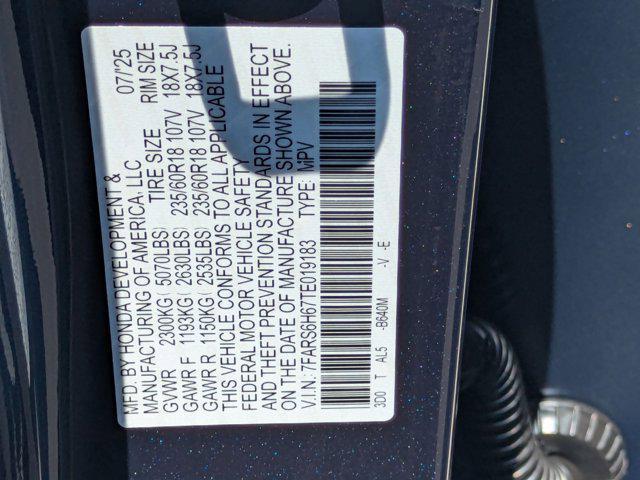 MFD. BY HONDA DEVELOPMENT & 07/'25
MANUFACTURING OF AMERICA, LLC
TIRE SIZE RIM SIZE
GVWR 2300KG( 5070LBS)
GAWR F 1193KG( 2630LBS) 235/60R18 107V 18X7.5J
GAWR R 1150KG( 2535LBS) 235/60R18 107V 18X7.5J
THIS VEHICLE CONFORMS TO ALL APPLICABLE
FEDERAL MOTOR VEHICLE SAFETY
AND THEFT PREVENTION STANDARDS IN EFFECT
ON THE DATE OF MANUFACTURE SHOWN ABOVE.
V.I.N.: 7FARS6H67TE019183 TYPE: MPV
3D0 T AL5 -B640M -V -E